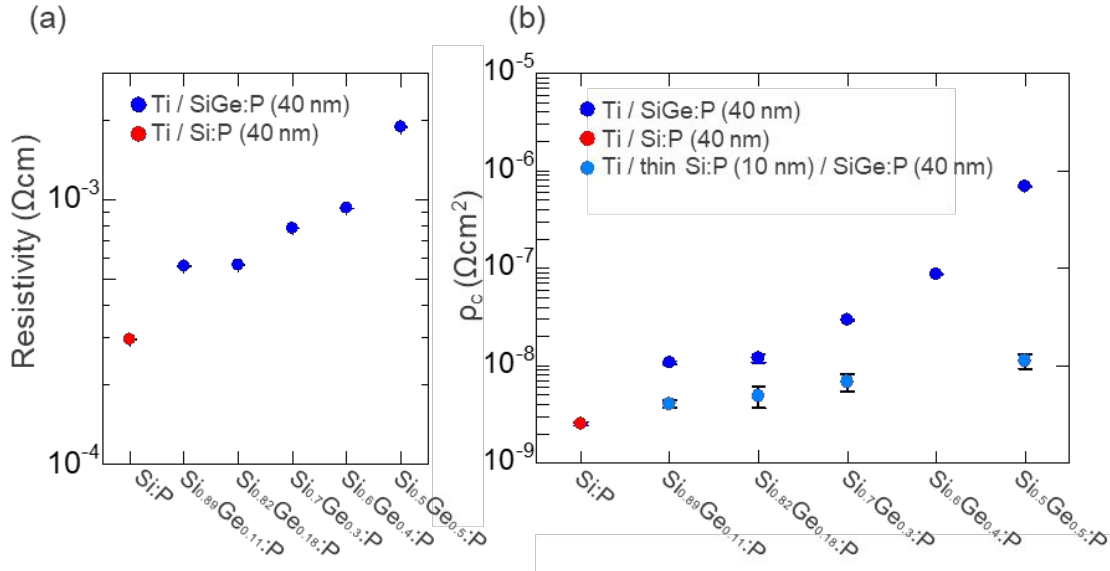 (a)
Resistivity (Ωcm)
10⁻³
10⁻⁴
Ti / SiGe:P (40 nm)
Ti / Si:P (40 nm)
Si:P
Si₀.₈₉Ge₀.₁₁:P
Si₀.₈₂Ge₀.₁₈:P
Si₀.₇Ge₀.₃:P
Si₀.₆Ge₀.₄:P
Si₀.₅Ge₀.₅:P
(b)
ρc (Ωcm²)
10⁻⁵
10⁻⁶
10⁻⁷
10⁻⁸
10⁻⁹
Ti / SiGe:P (40 nm)
Ti / Si:P (40 nm)
Ti / thin Si:P (10 nm) / SiGe:P (40 nm)
Si:P
Si₀.₈₉Ge₀.₁₁:P
Si₀.₈₂Ge₀.₁₈:P
Si₀.₇Ge₀.₃:P
Si₀.₆Ge₀.₄:P
Si₀.₅Ge₀.₅:P